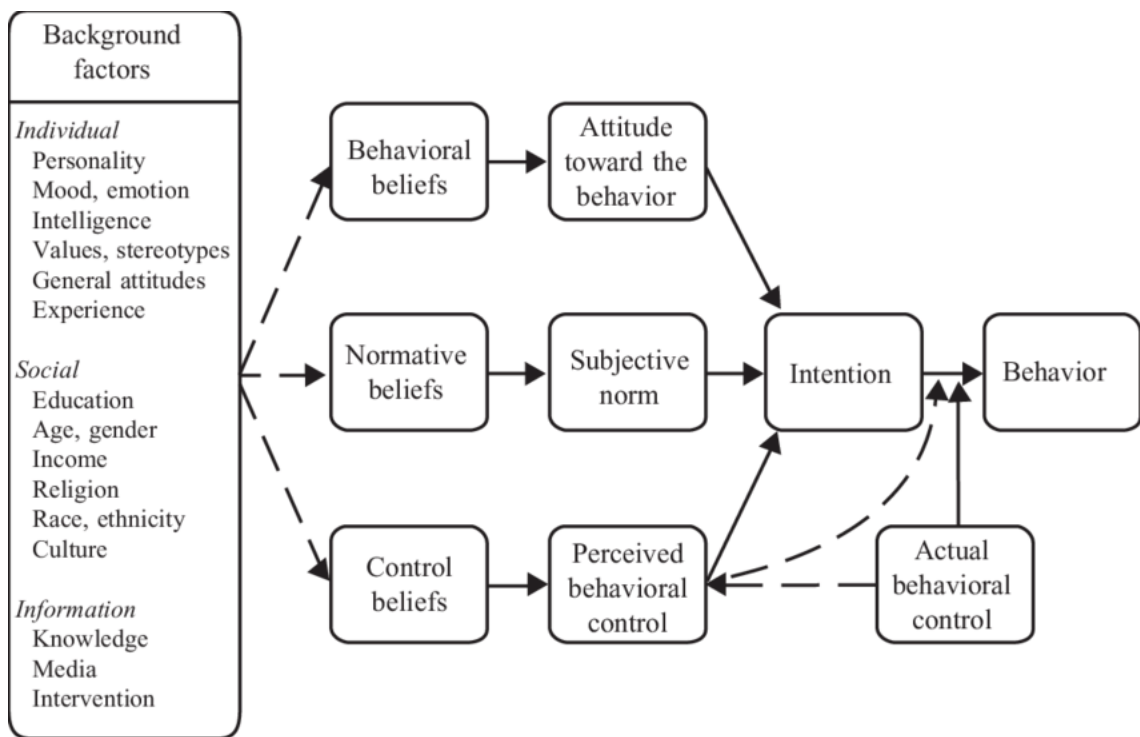 Background
factors
Individual
Personality
Mood, emotion
Intelligence
Values, stereotypes
General attitudes
Experience
Social
Education
Age, gender
Income
Religion
Race, ethnicity
Culture
Information
Knowledge
Media
Intervention
Behavioral
beliefs
Attitude
toward the
behavior
Normative
beliefs
Subjective
norm
Intention
Behavior
Control
beliefs
Perceived
behavioral
control
Actual
behavioral
control